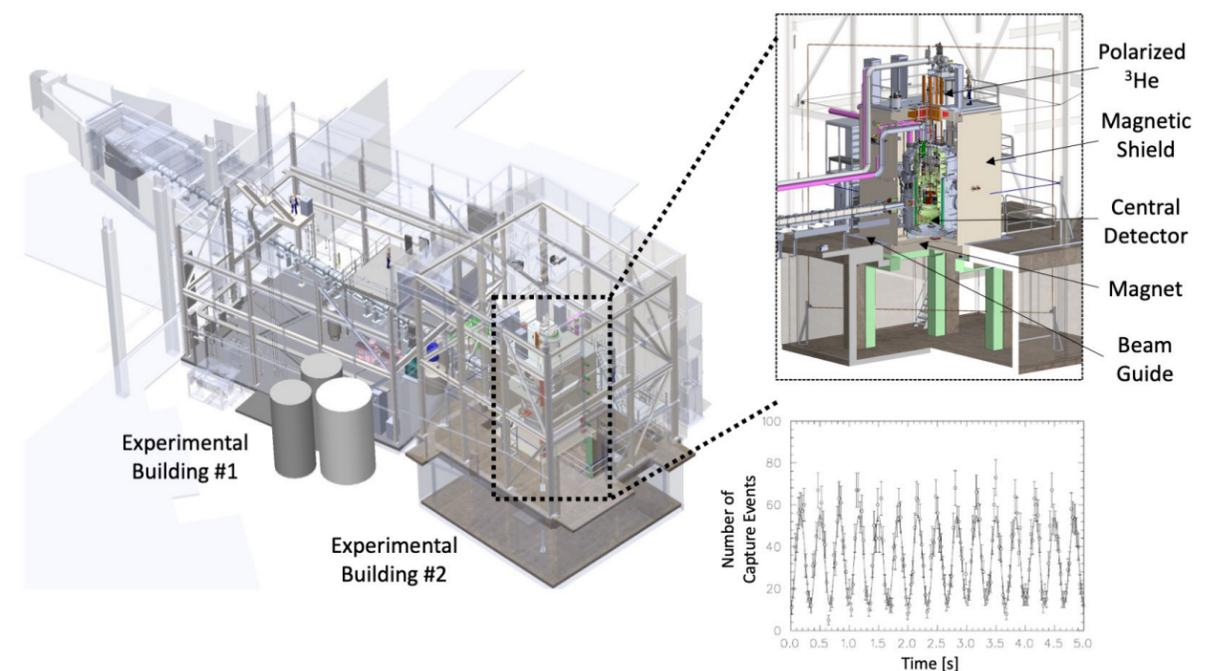 Polarized
³He
Magnetic
Shield
Central
Detector
Magnet
Beam
Guide
Experimental
Building #1
Experimental
Building #2
Number of
Capture Events
100
80
60
40
20
0
0.0 0.5 1.0 1.5 2.0 2.5 3.0 3.5 4.0 4.5 5.0
Time [s]